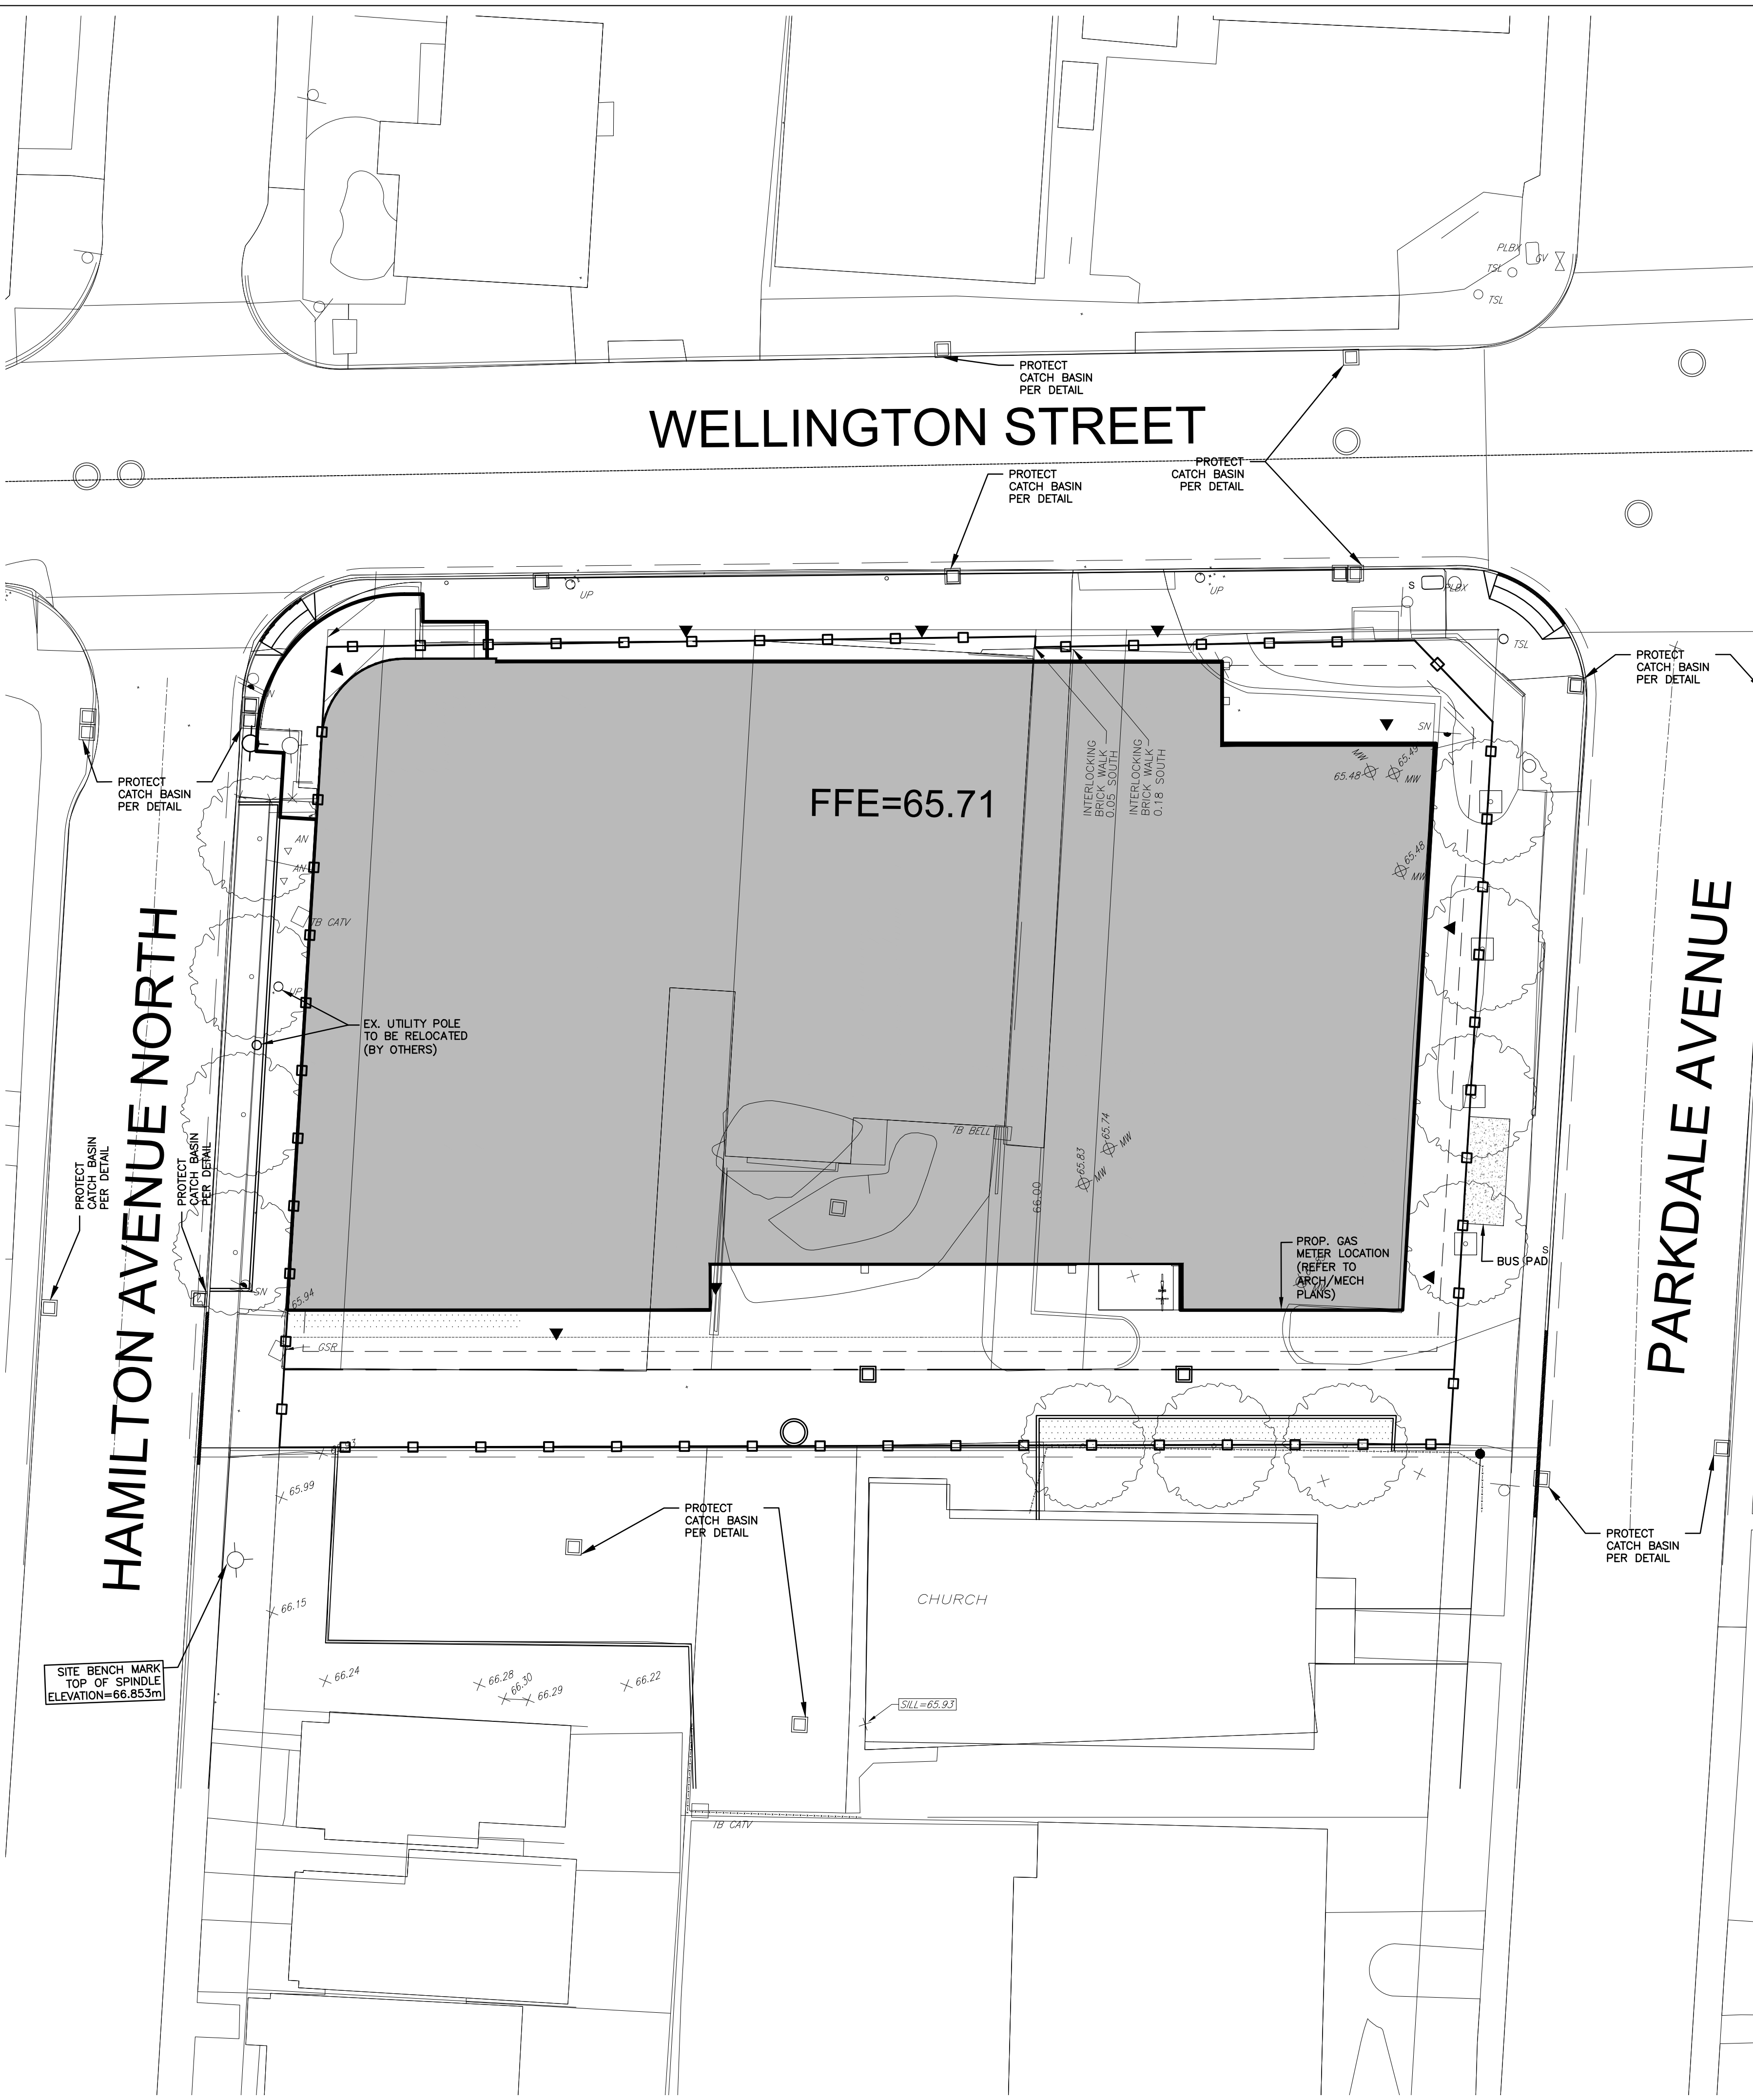 PLBX
GV
TSL
TSL
PROTECT
CATCH BASIN
PER DETAIL
WELLINGTON STREET
PROTECT
CATCH BASIN
PER DETAIL
PROTECT
CATCH BASIN
PER DETAIL
UP
UP
S
PLBX
TSL
PROTECT
CATCH BASIN
PER DETAIL
SN
PROTECT
CATCH BASIN
PER DETAIL
FFE=65.71
INTERLOCKING
BRICK WALK
0.05 SOUTH
INTERLOCKING
BRICK WALK
0.18 SOUTH
MW
65.48
65.49
MW
65.48
MW
AN
AN
TB CATV
UP
EX. UTILITY POLE
TO BE RELOCATED
(BY OTHERS)
HAMILTON AVENUE NORTH
PARKDALE AVENUE
PROTECT
CATCH BASIN
PER DETAIL
PROTECT
CATCH BASIN
PER DETAIL
TB BELL
65.74
MW
65.83
MW
66.00
PROP. GAS
METER LOCATION
(REFER TO
ARCH/MECH
PLANS)
S
BUS PAD
SN
65.94
GSR
65.99
PROTECT
CATCH BASIN
PER DETAIL
PROTECT
CATCH BASIN
PER DETAIL
CHURCH
66.15
SITE BENCH MARK
TOP OF SPINDLE
ELEVATION=66.853m
66.24
66.28
66.30
66.29
66.22
SILL=65.93
TB CATV